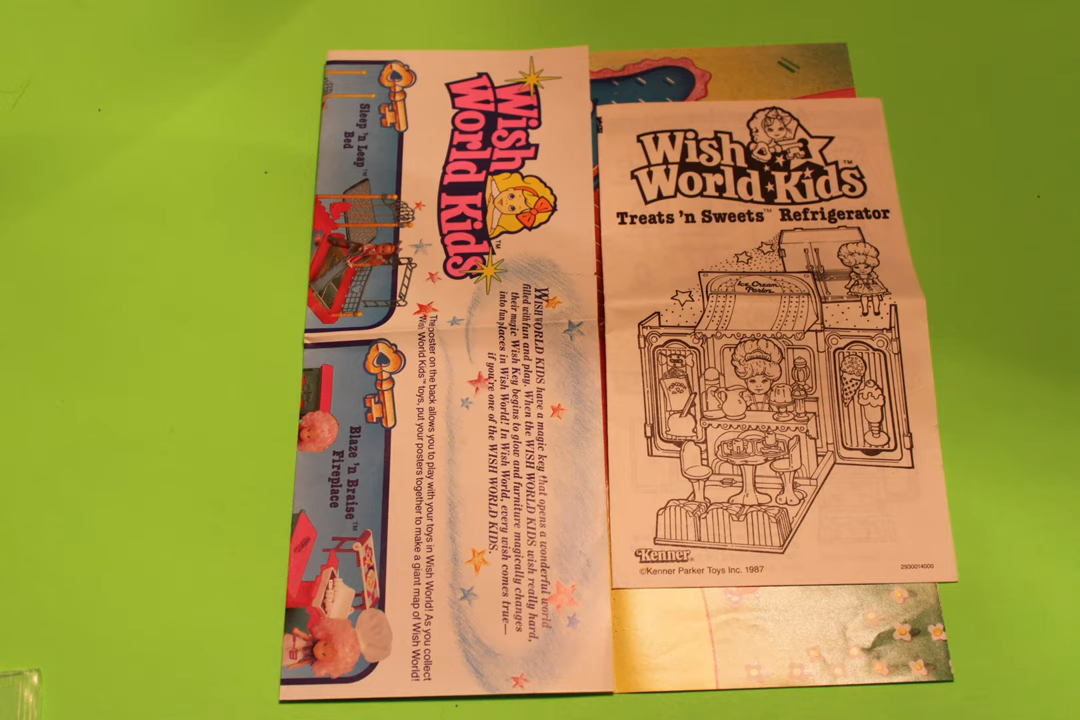 Wish
World Kids™
WISH WORLD KIDS have a magic key that opens a wonderful world
filled with fun and play. When the WISH WORLD KIDS wish really hard,
their magic Wish Key begins to glow and furniture magically changes
into fun places in Wish World! In Wish World, every wish comes true—
if you're one of the WISH WORLD KIDS.
The poster on the back allows you to play with your toys in Wish World! As you collect
Wish World Kids™ toys, put your posters together to make a giant map of Wish World!
Sleep 'n Leap™
Bed
Blaze 'n Braise™
Fireplace
Wish
World Kids™
Treats 'n Sweets™ Refrigerator
Ice Cream
Parlor
Kenner
©Kenner Parker Toys Inc. 1987
2930014000